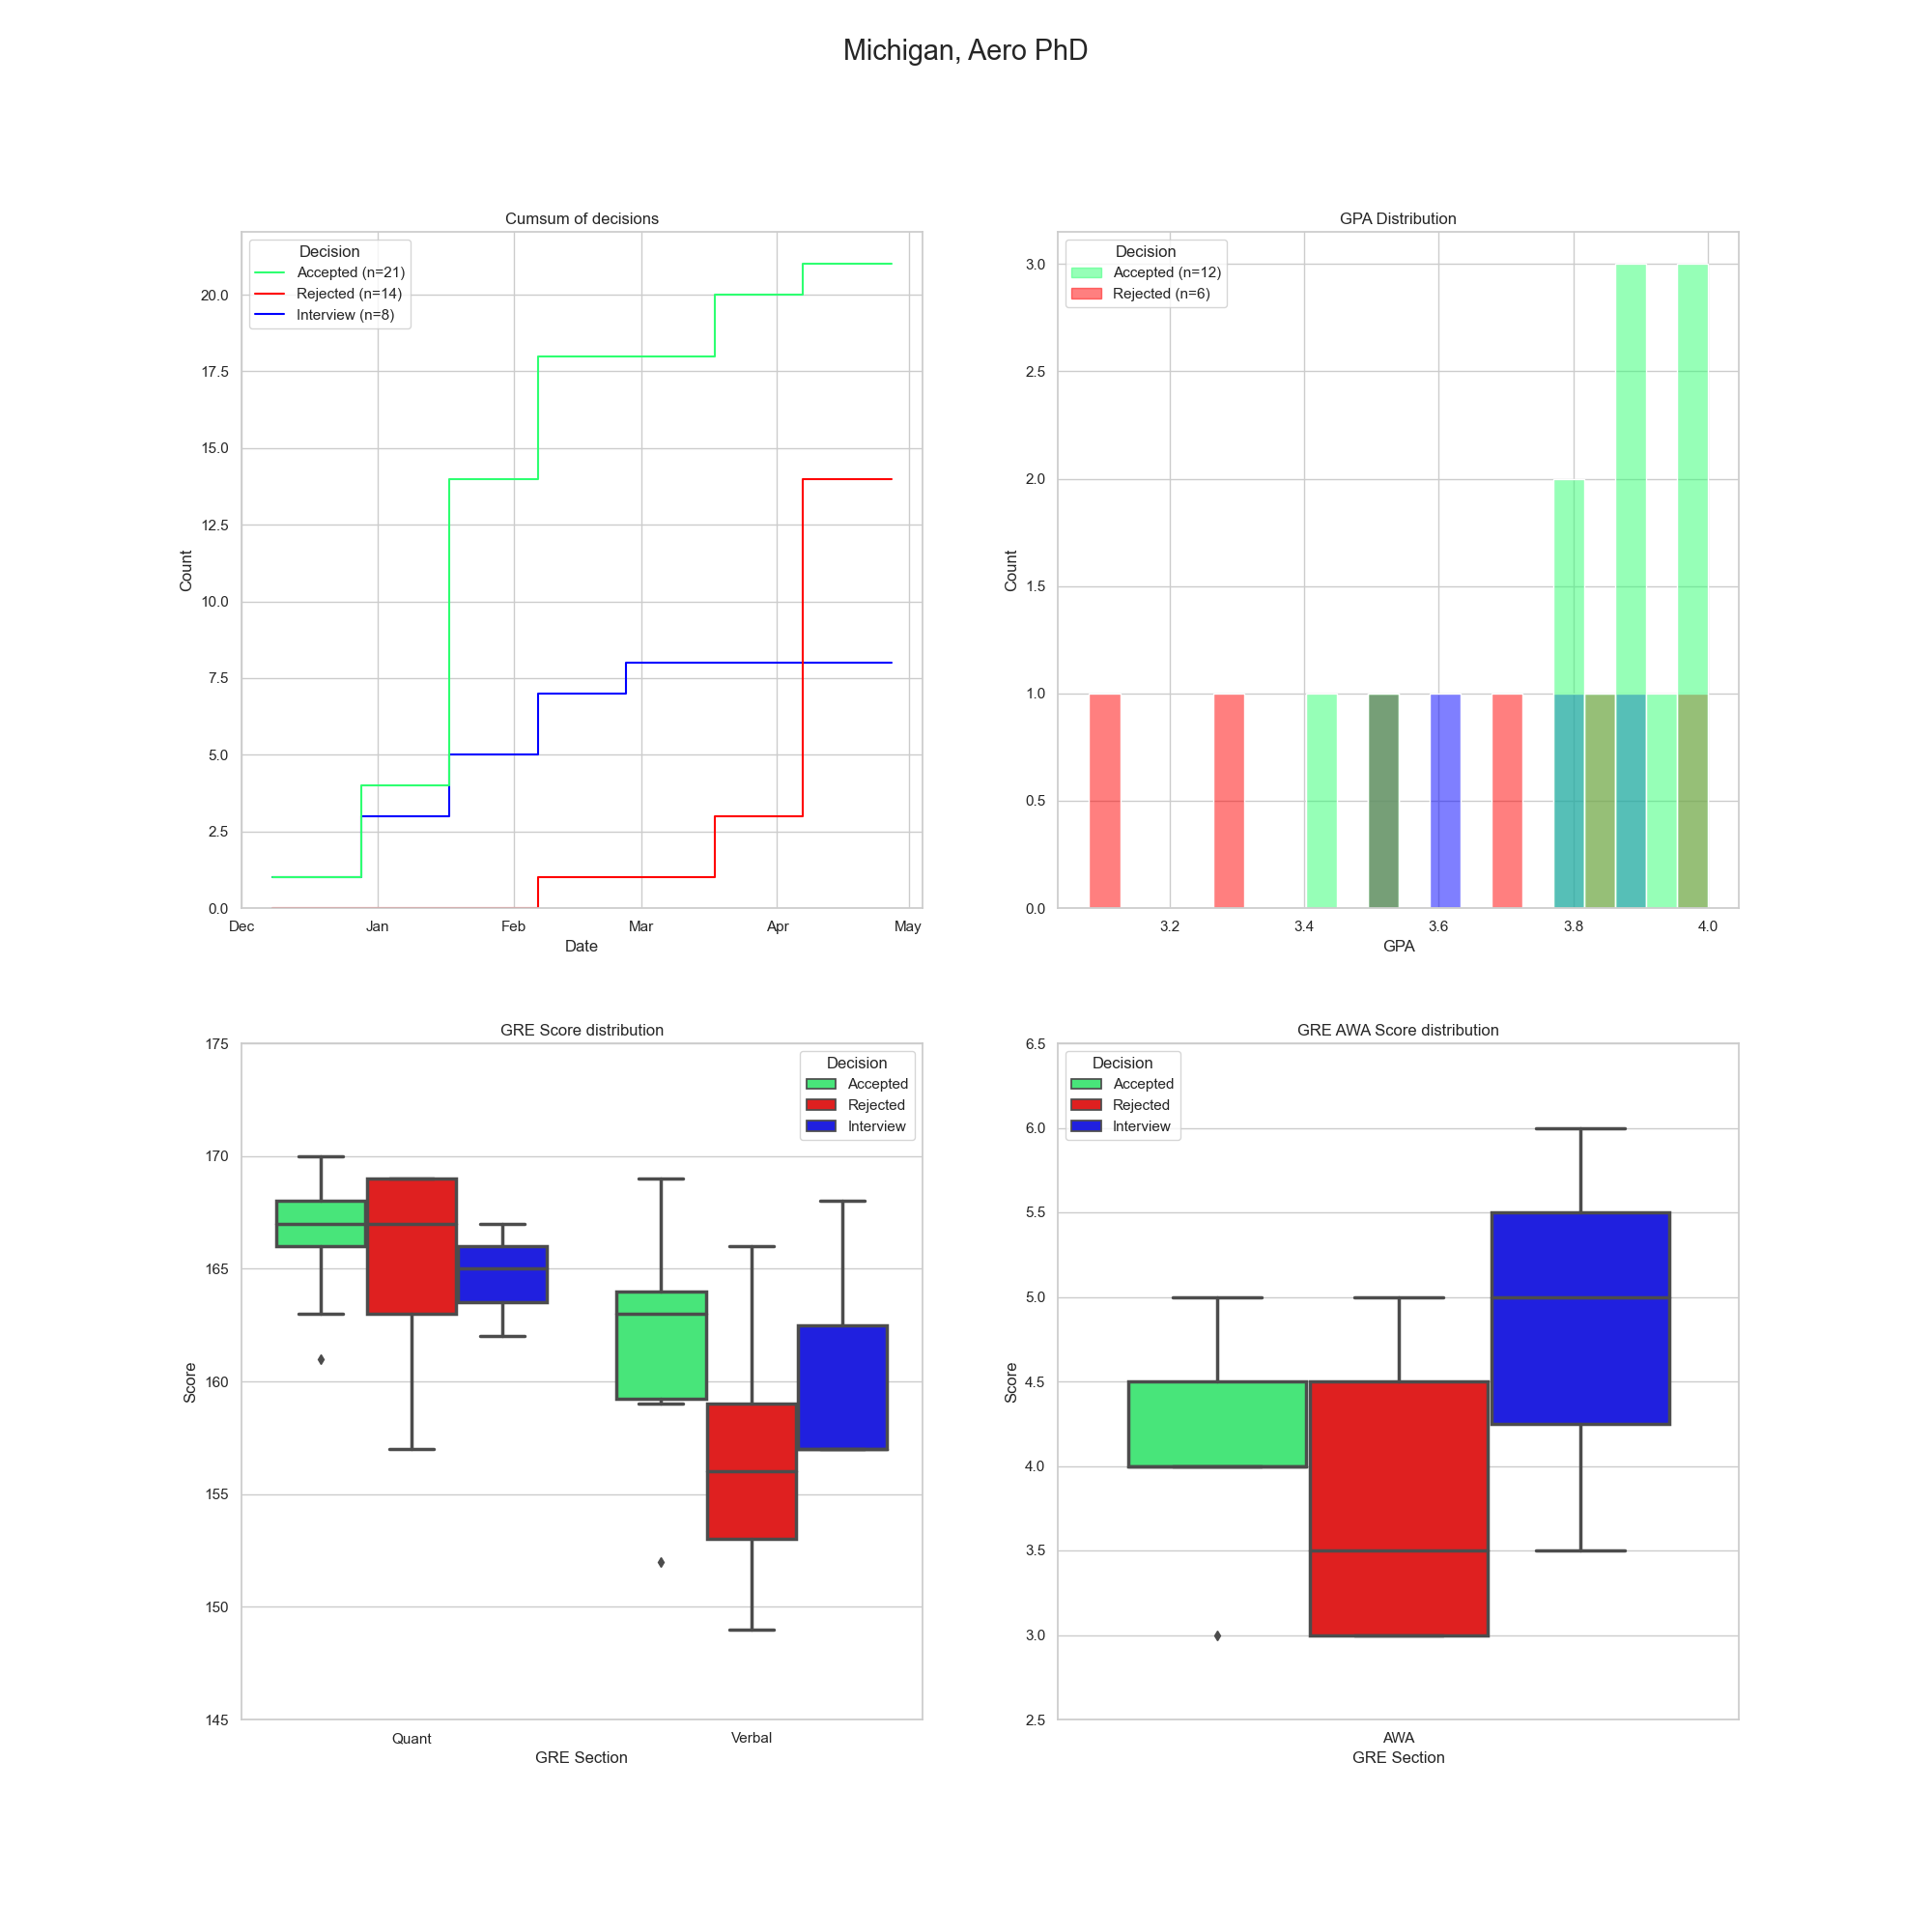 Michigan, Aero PhD
Cumsum of decisions
Decision
Accepted (n=21)
Rejected (n=14)
Interview (n=8)
20.0
17.5
15.0
12.5
10.0
7.5
5.0
2.5
0.0
Count
Dec Jan Feb Mar Apr May
Date
GPA Distribution
Decision
Accepted (n=12)
Rejected (n=6)
3.0
2.5
2.0
1.5
1.0
0.5
0.0
Count
3.2 3.4 3.6 3.8 4.0
GPA
GRE Score distribution
Decision
Accepted
Rejected
Interview
175
170
165
160
155
150
145
Score
Quant Verbal
GRE Section
GRE AWA Score distribution
Decision
Accepted
Rejected
Interview
6.5
6.0
5.5
5.0
4.5
4.0
3.5
3.0
2.5
Score
AWA
GRE Section